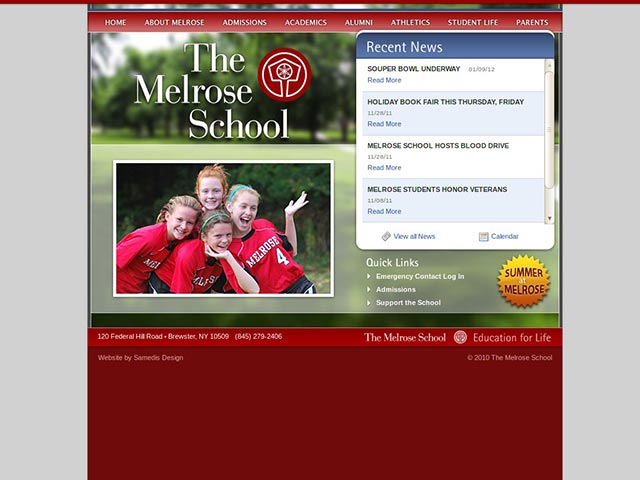 HOME ABOUT MELROSE ADMISSIONS ACADEMICS ALUMNI ATHLETICS STUDENT LIFE PARENTS
The
Melrose
School
Recent News
SOUPER BOWL UNDERWAY 01/09/12
Read More
HOLIDAY BOOK FAIR THIS THURSDAY, FRIDAY
11/28/11
Read More
MELROSE SCHOOL HOSTS BLOOD DRIVE
11/26/11
Read More
MELROSE STUDENTS HONOR VETERANS
11/08/11
Read More
View all News Calendar
MELROSE
4
Quick Links
Emergency Contact Log In
Admissions
Support the School
SUMMER
at
MELROSE
120 Federal Hill Road • Brewster, NY 10509 (845) 279-2406
The Melrose School Education for Life
Website by Samedis Design
© 2010 The Melrose School